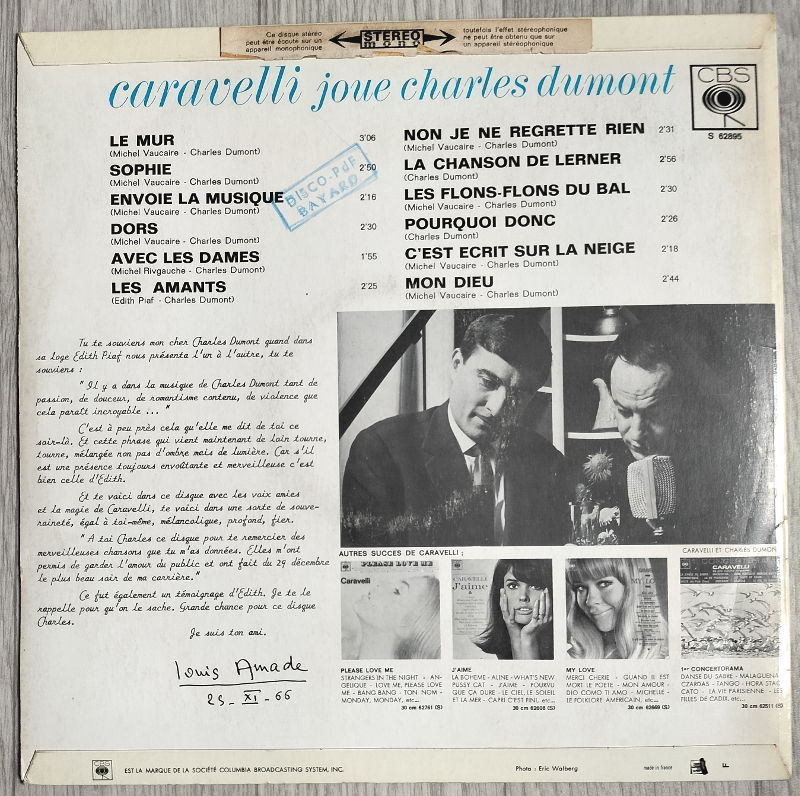 Ce disque stéréo
peut être écouté sur un
appareil monophonique
STEREO
mono
toutefois l'effet stéréophonique
ne peut être obtenu que sur
un appareil stéréophonique
caravelli joue charles dumont
CBS
S 62895
LE MUR 3'06
(Michel Vaucaire - Charles Dumont)
SOPHIE 2'50
(Michel Vaucaire - Charles Dumont)
ENVOIE LA MUSIQUE 2'16
(Michel Vaucaire - Charles Dumont)
DORS 2'30
(Michel Vaucaire - Charles Dumont)
AVEC LES DAMES 1'55
(Michel Rivgauche - Charles Dumont)
LES AMANTS 2'25
(Edith Piaf - Charles Dumont)
DISCO-PdF
BAYARD
NON JE NE REGRETTE RIEN 2'31
(Michel Vaucaire - Charles Dumont)
LA CHANSON DE LERNER 2'56
(Charles Dumont)
LES FLONS-FLONS DU BAL 2'30
(Michel Vaucaire - Charles Dumont)
POURQUOI DONC 2'26
(Charles Dumont)
C'EST ECRIT SUR LA NEIGE 2'18
(Michel Vaucaire - Charles Dumont)
MON DIEU 2'44
(Michel Vaucaire - Charles Dumont)
Tu te souviens mon cher Charles Dumont quand dans
sa loge Edith Piaf nous présenta l'un à l'autre, tu te
souviens :
"Il y a dans la musique de Charles Dumont tant de
passion, de douceur, de romantisme contenu, de violence que
cela paraît incroyable ... "
C'est à peu près cela qu'elle me dit de toi ce
soir-là. Et cette phrase qui vient maintenant de loin tourne,
tourne, mélangée non pas d'ombre mais de lumière. Car s'il
est une présence toujours envoûtante et merveilleuse c'est
bien celle d'Edith.
Et te voici dans ce disque avec les voix amies
et la magie de Caravelli, te voici dans une sorte de souve-
raineté, égal à toi-même, mélancolique, profond, fier.
" A toi Charles ce disque pour te remercier des
merveilleuses chansons que tu m'as données. Elles m'ont
permis de garder l'amour du public et ont fait du 29 décembre
le plus beau soir de ma carrière."
Ce fut également un témoignage d'Edith. Je te le
rappelle pour qu'on le sache. Grande chance pour ce disque
Charles.
Je suis ton ami.
Louis Amade
25 - XI - 66
AUTRES SUCCES DE CARAVELLI :
CARAVELLI ET CHARLES DUMON
PLEASE LOVE ME
Caravelli
CARAVELLI
J'aime
MY LO
CARAVELLI
PLEASE LOVE ME
STRANGERS IN THE NIGHT - AN-
GELIQUE - LOVE ME, PLEASE LOVE
ME - BANG BANG - TON NOM -
MONDAY, MONDAY, etc...
30 cm 62761 (S)
J'AIME
LA BOHEME - ALINE - WHAT'S NEW
PUSSY CAT - J'AIME - POURVU
QUE ÇA DURE - LE CIEL, LE SOLEIL
ET LA MER - CAPRI C'EST FINI, etc...
MY LOVE
MERCI CHERIE - QUAND IL EST
MORT LE POETE - MON AMOUR -
DIO COMO TI AMO - MICHELLE -
LE FOLKLORE AMERICAIN, etc...
1er CONCERTORAMA
DANSE DU SABRE - MALAGUENA
CZARDAS - TANGO - HORA STAC
CATO - LA VIE PARISIENNE - LES
FILLES DE CADIX, etc...
30 cm 62511 (S)
CBS
EST LA MARQUE DE LA SOCIÉTÉ COLUMBIA BROADCASTING SYSTEM, INC.
Photo : Eric Walberg
made in france
F